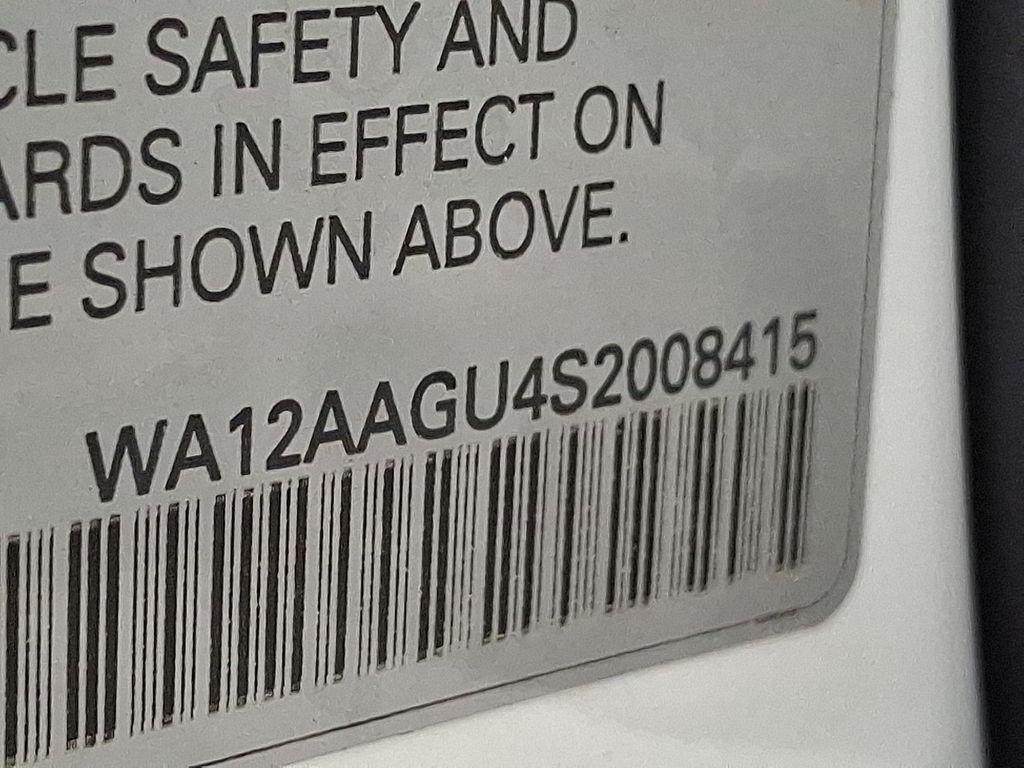 CLE SAFETY AND
ARDS IN EFFECT ON
E SHOWN ABOVE.
WA12AAGU4S2008415